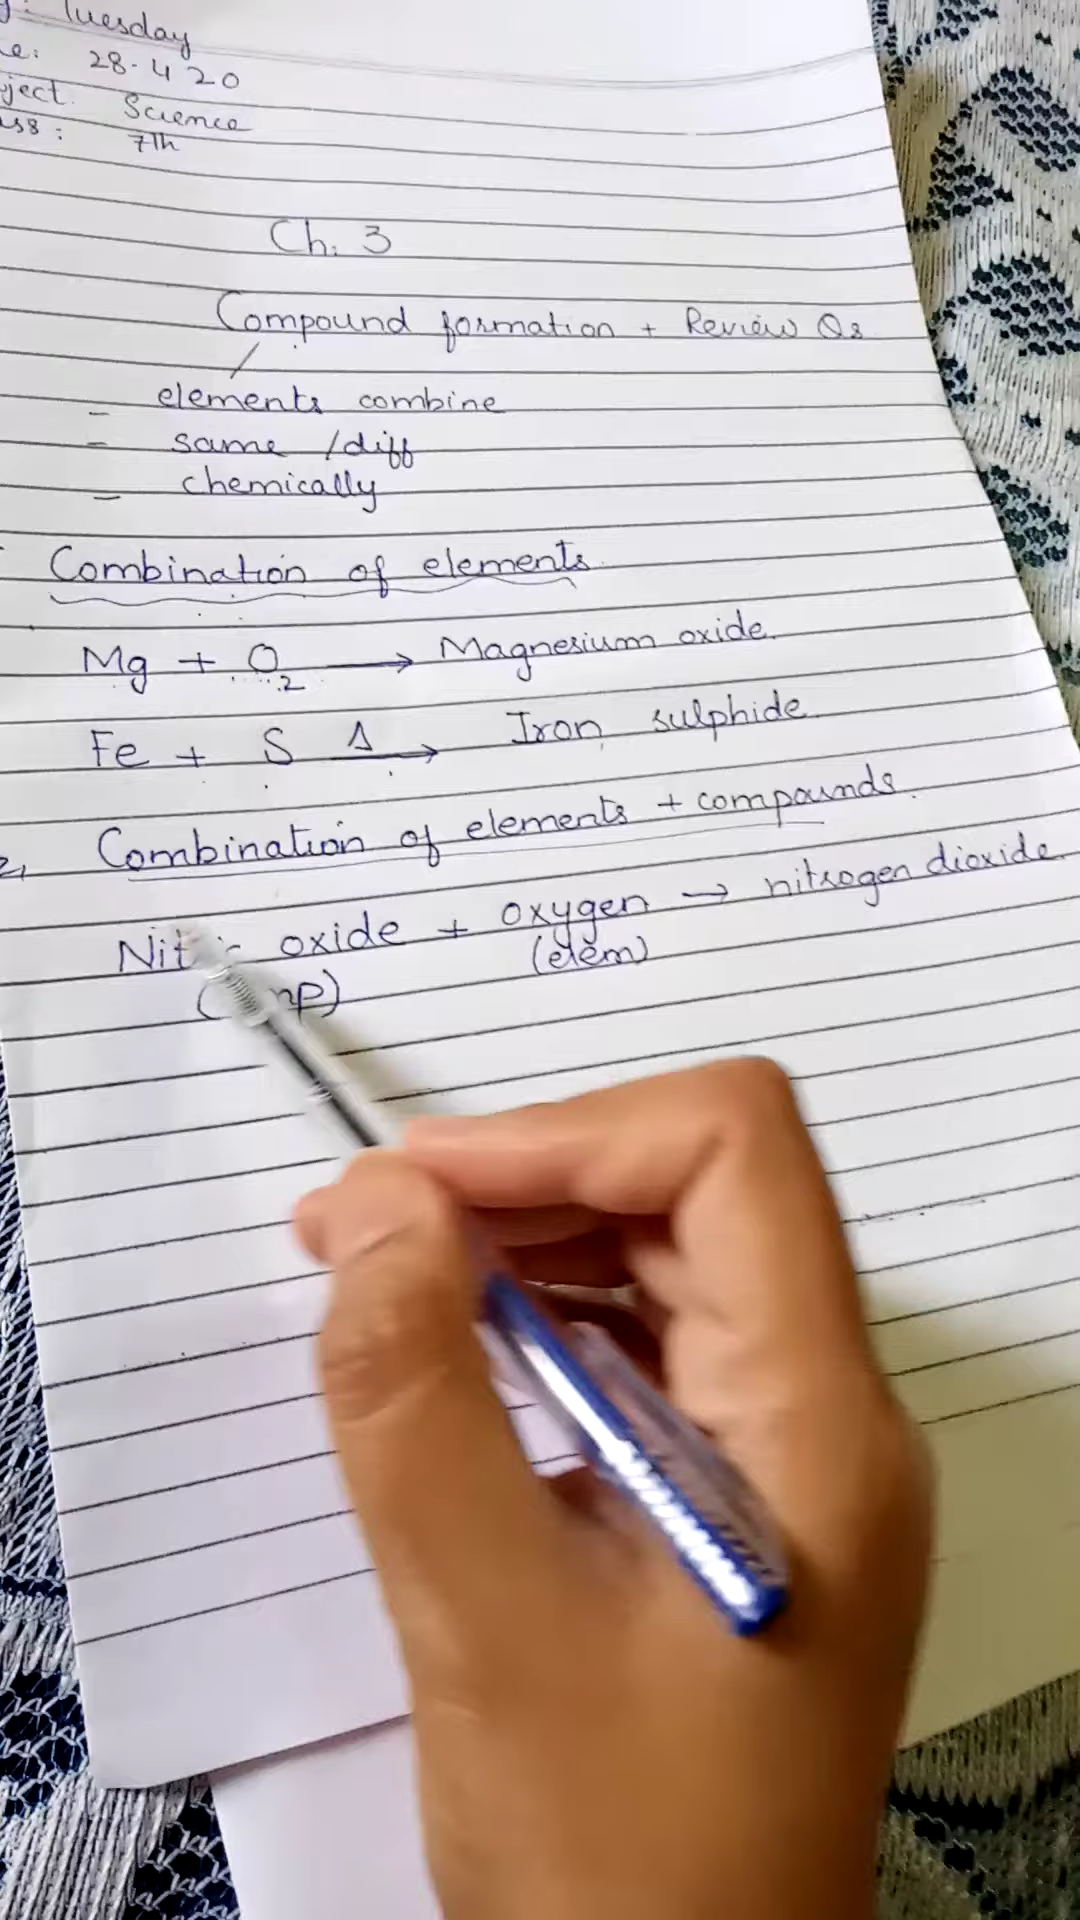 Tuesday
28.4 20
Science
7th
Ch. 3
Compound formation + Review Qs
- elements combine
- same / diff
- chemically
Combination of elements
Mg + O₂ → Magnesium oxide.
Fe + S Δ→ Iron sulphide
2, Combination of elements + compounds.
oxide + oxygen → nitrogen dioxide
(elem)